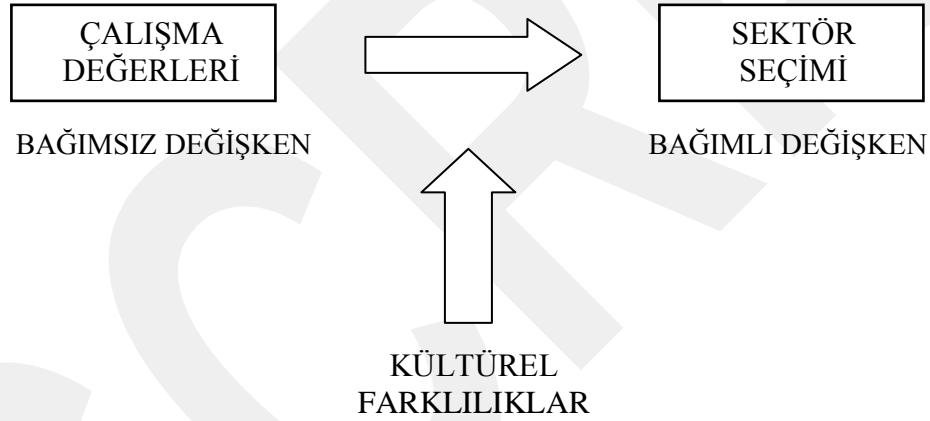 ÇALIŞMA
DEĞERLERİ
SEKTÖR
SEÇİMİ
BAĞIMSIZ DEĞİŞKEN
BAĞIMLI DEĞİŞKEN
KÜLTÜREL
FARKLILIKLAR